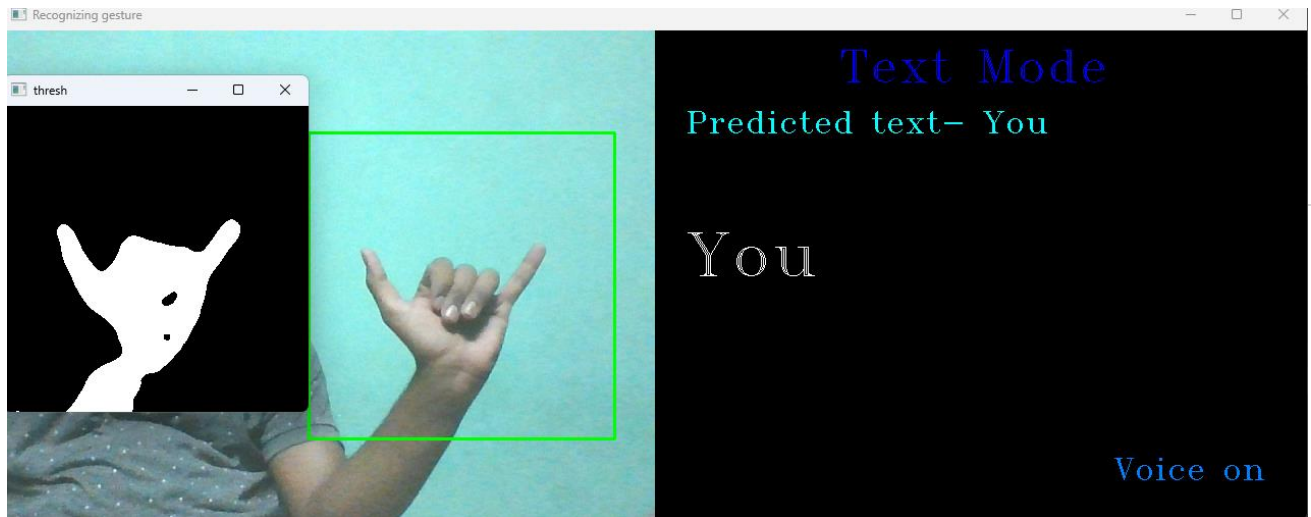 Recognizing gesture
thresh
Text Mode
Predicted text- You
You
Voice on